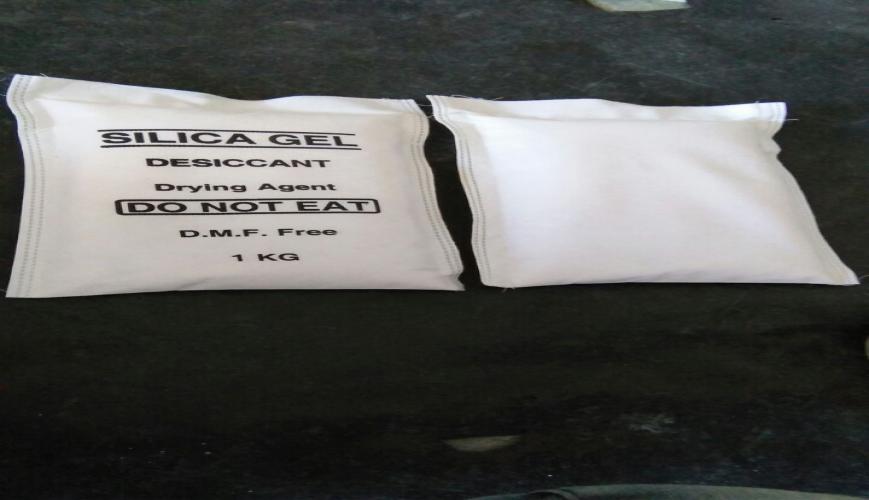 SILICA GEL
DESICCANT
Drying Agent
DO NOT EAT
D.M.F. Free
1 KG